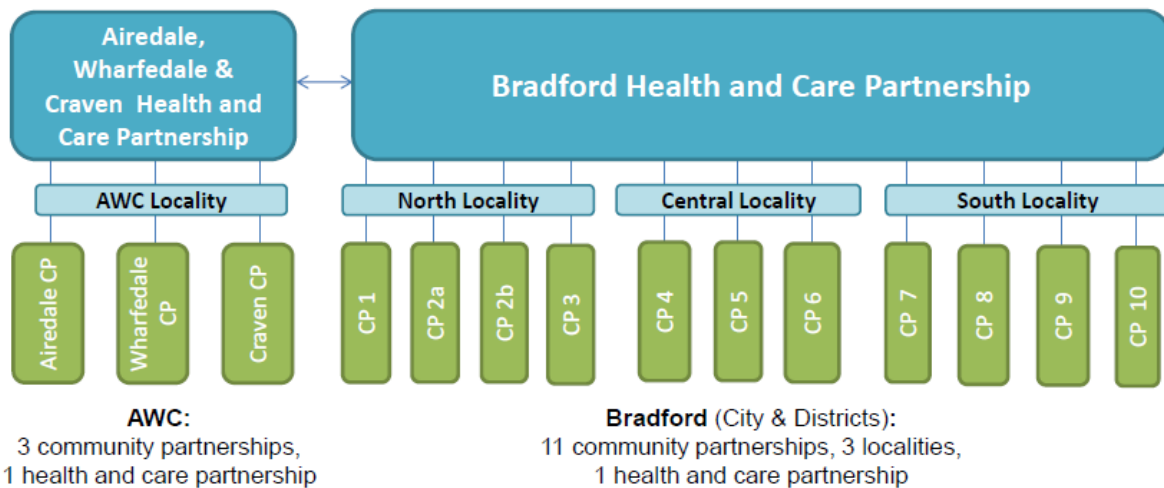 Airedale,
Wharfedale &
Craven Health and
Care Partnership
Bradford Health and Care Partnership
AWC Locality
North Locality
Central Locality
South Locality
Airedale CP
Wharfedale
CP
Craven CP
CP 1
CP 2a
CP 2b
CP 3
CP 4
CP 5
CP 6
CP 7
CP 8
CP 9
CP 10
AWC:
3 community partnerships,
1 health and care partnership
Bradford (City & Districts):
11 community partnerships, 3 localities,
1 health and care partnership